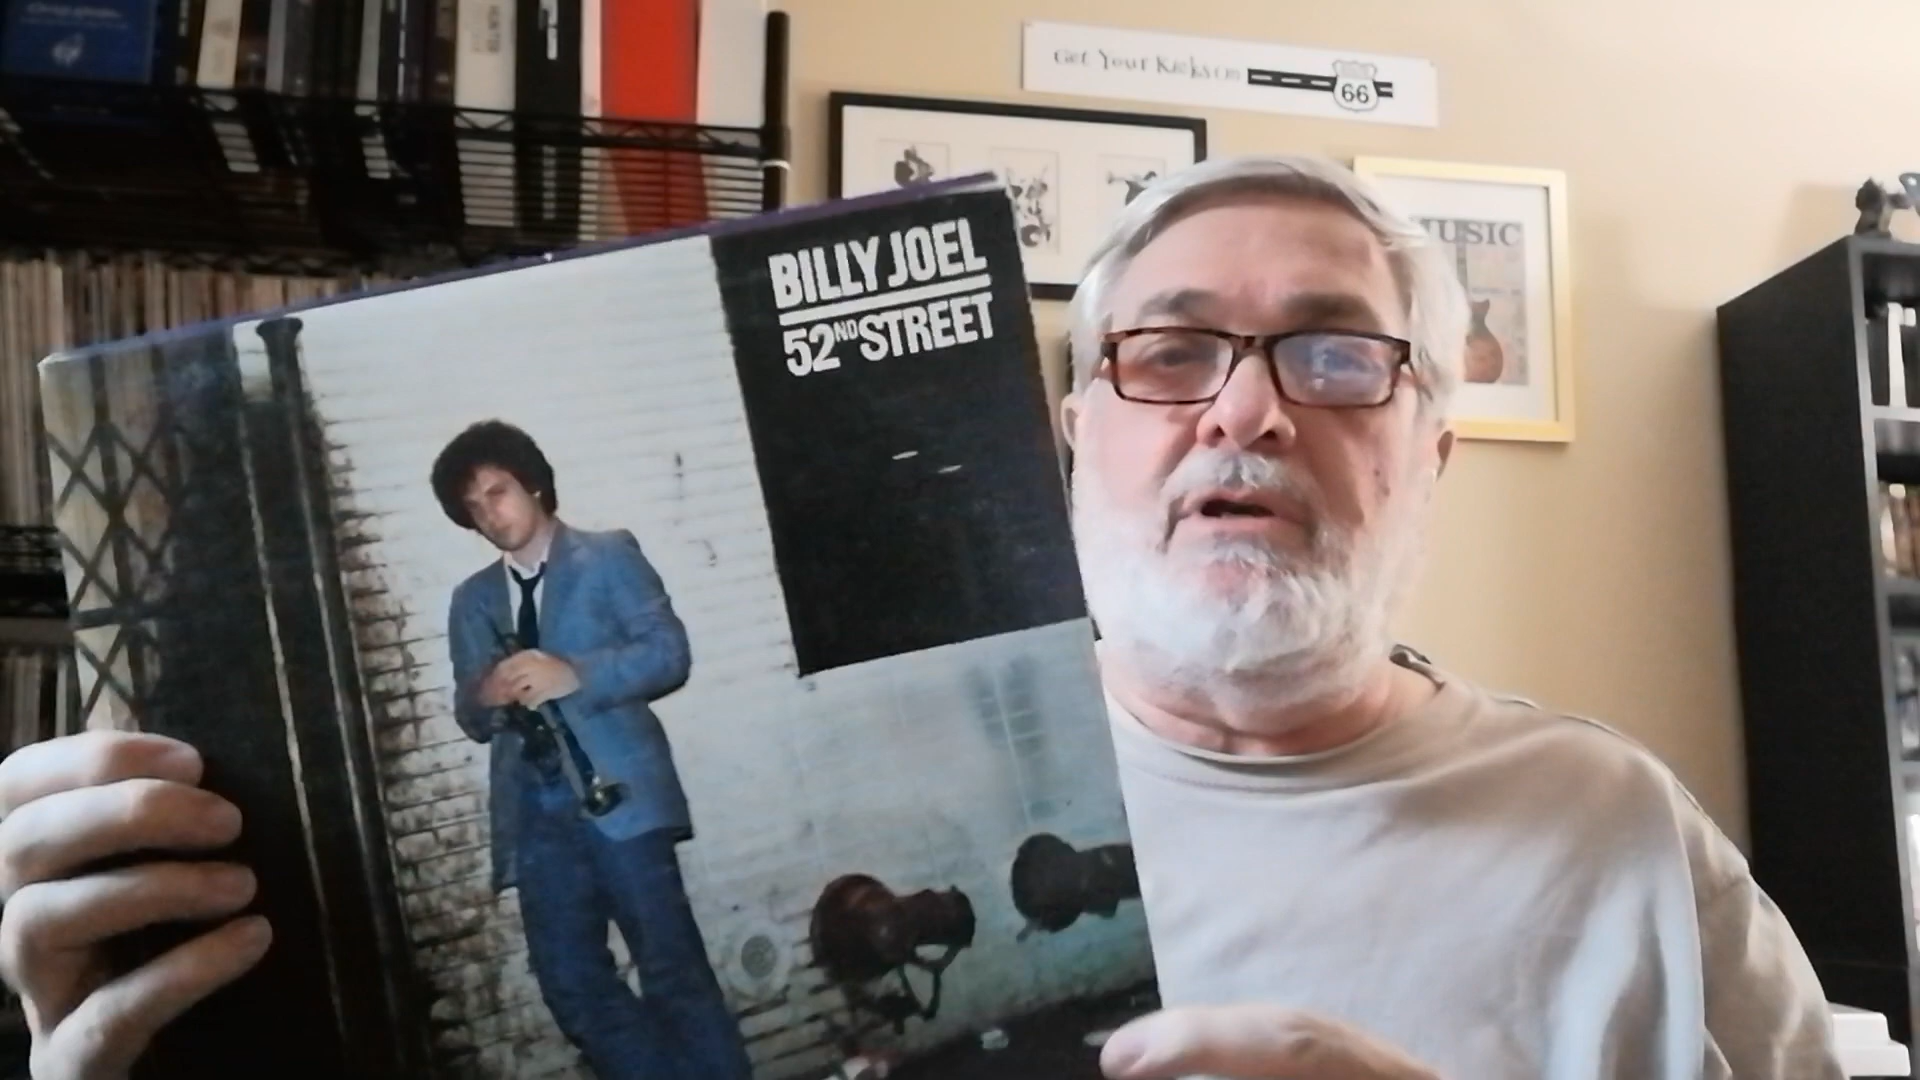 Get Your Kicks on
66
BILLY JOEL
52ND STREET
MUSIC